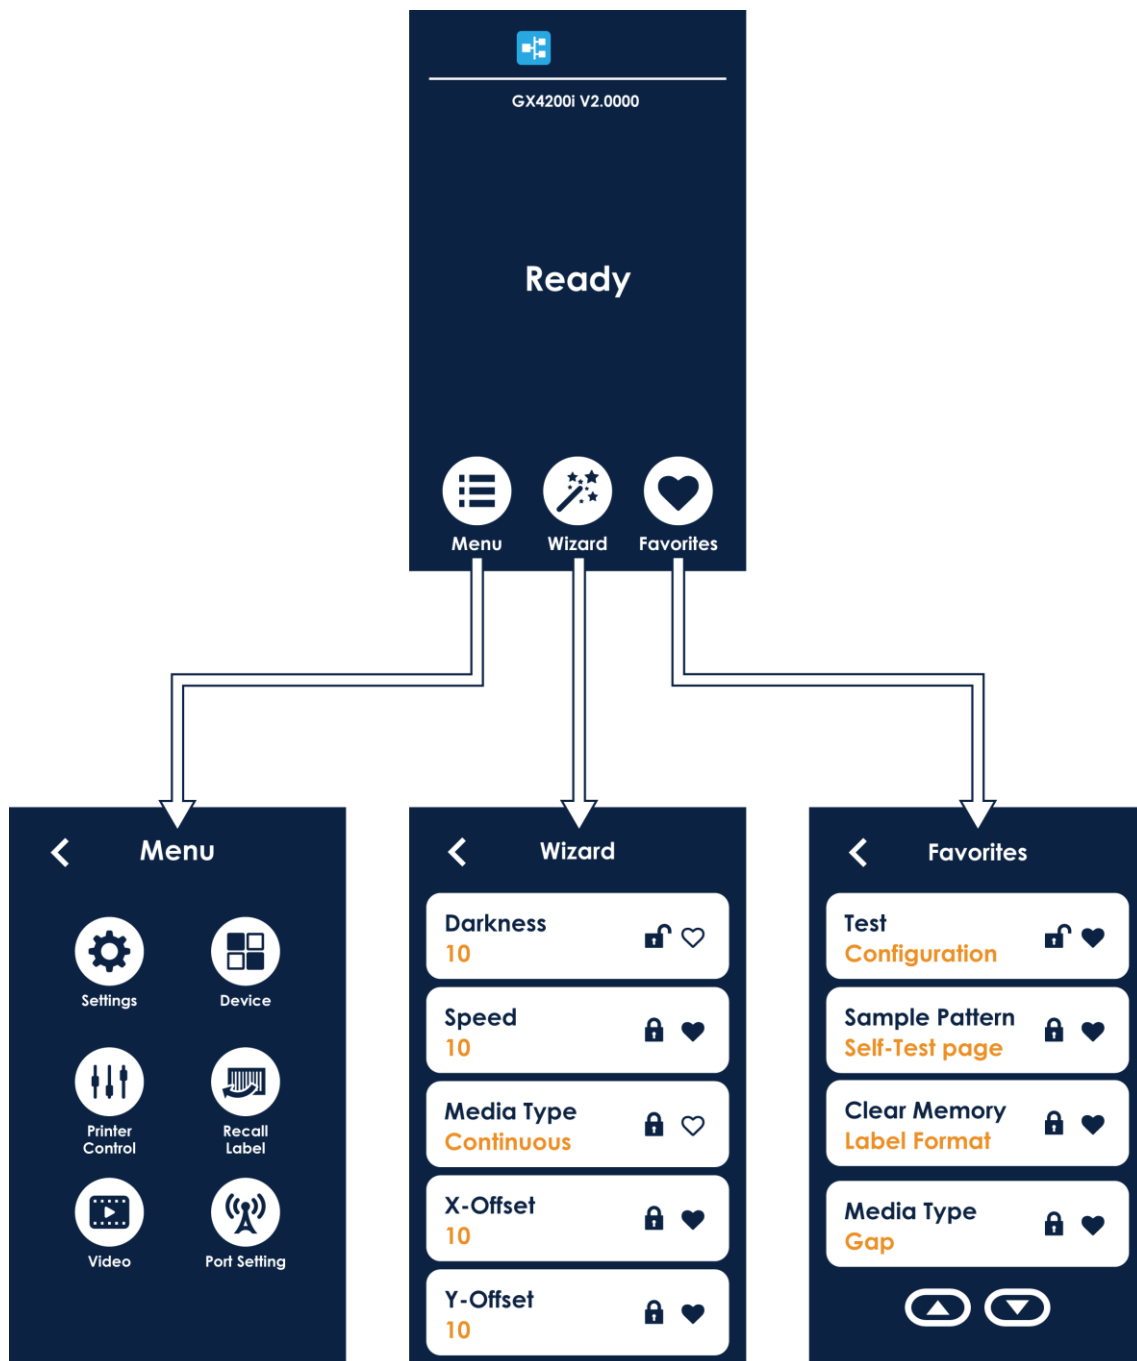 GX4200i V2.0000
Ready
Menu
Wizard
Favorites
Menu
Settings
Device
Printer
Control
Recall
Label
Video
Port Setting
Wizard
Darkness
10
Speed
10
Media Type
Continuous
X-Offset
10
Y-Offset
10
Favorites
Test
Configuration
Sample Pattern
Self-Test page
Clear Memory
Label Format
Media Type
Gap